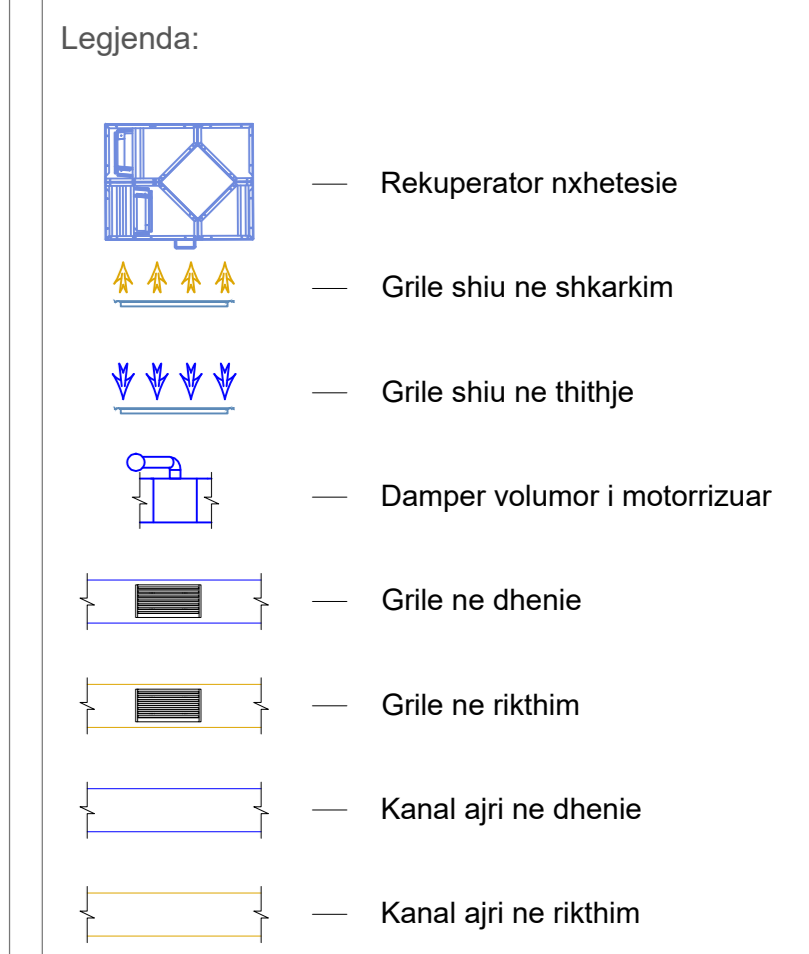 Legjenda:
Rekuperator nxhetesie
Grile shiu ne shkarkim
Grile shiu ne thithje
Damper volumor i motorrizuar
Grile ne dhenie
Grile ne rikthim
Kanal ajri ne dhenie
Kanal ajri ne rikthim